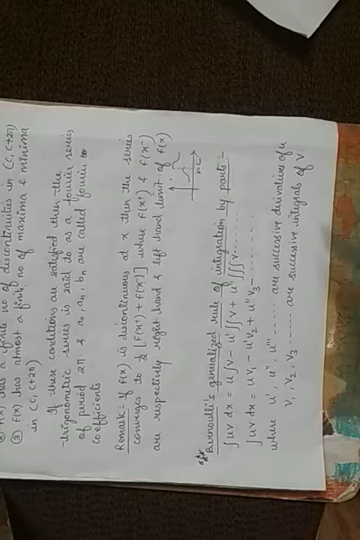 ② f(x) has a finite no of discontinuities in (c, c+2π)
③ f(x) has atmost a finite no of maxima & minima
in (c, c+2π)
If these conditions are satisfied then the
-trigonometric series is said to as a fourier series
of period 2π & a₀, aₙ, bₙ are called fourier
coefficients
Remark:- if f(x) is discontinuous at x then the series
converges to ½ [f(x⁺) + f(x⁻)] where f(x⁺) & f(x⁻)
are respectively right hand & left hand limit of f(x)
Bernoulli's generalized rule of integration by parts :-
∫uv dx = u∫v - u'∫∫v + u''∫∫∫v ......
∫uv dx = uv₁ - u'v₂ + u''v₃ ......
where u' u'', u''' ...... are successive derivatives of u
v₁, v₂, v₃ ...... are successive integrals of v